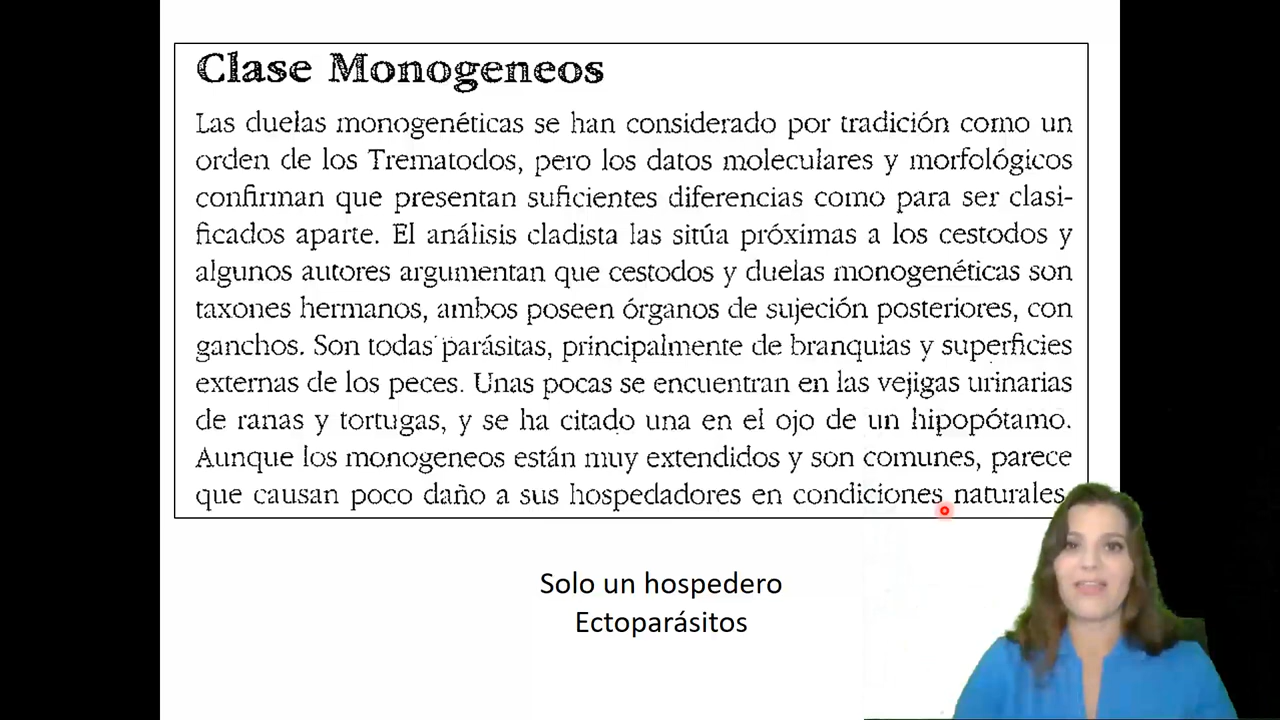 Clase Monogeneos
Las duelas monogenéticas se han considerado por tradición como un
orden de los Trematodos, pero los datos moleculares y morfológicos
confirman que presentan suficientes diferencias como para ser clasi-
ficados aparte. El análisis cladista las sitúa próximas a los cestodos y
algunos autores argumentan que cestodos y duelas monogenéticas son
taxones hermanos, ambos poseen órganos de sujeción posteriores, con
ganchos. Son todas parásitas, principalmente de branquias y superficies
externas de los peces. Unas pocas se encuentran en las vejigas urinarias
de ranas y tortugas, y se ha citado una en el ojo de un hipopótamo.
Aunque los monogeneos están muy extendidos y son comunes, parece
que causan poco daño a sus hospedadores en condiciones naturales.
Solo un hospedero
Ectoparásitos